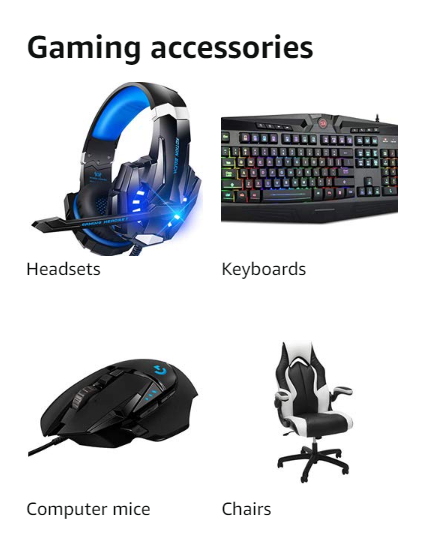 Gaming accessories
Headsets
Keyboards
Computer mice
Chairs